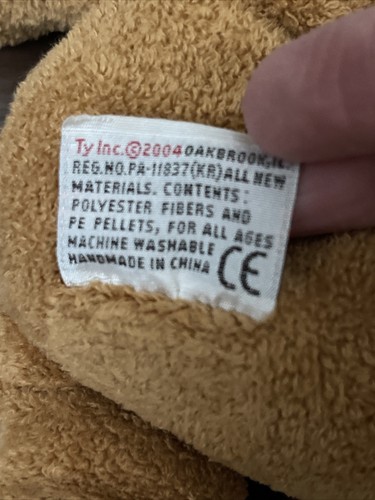 Ty Inc.©2004 OAKBROOK, IL.
REG.NO.PA-11837(KR) ALL NEW
MATERIALS. CONTENTS:
POLYESTER FIBERS AND
PE PELLETS, FOR ALL AGES
MACHINE WASHABLE
HANDMADE IN CHINA CE